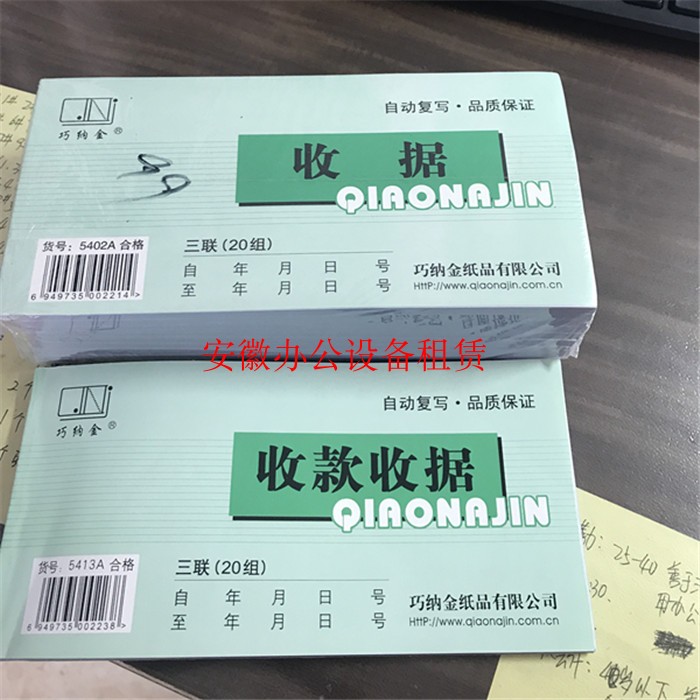 自动复写·品质保证
巧纳金®
收据
QIAONAJIN
货号: 5402A 合格
6 949735 002214 >
三联(20组)
自 年 月 日 号
至 年 月 日 号
巧纳金纸品有限公司
HttP://www.qiaonajin.com.cn
安徽办公设备租赁
自动复写·品质保证
巧纳金®
收款收据
QIAONAJIN
货号: 5413A 合格
6 949735 002238 >
三联(20组)
自 年 月 日 号
至 年 月 日 号
巧纳金纸品有限公司
HttP://www.qiaonajin.com.cn
25-40